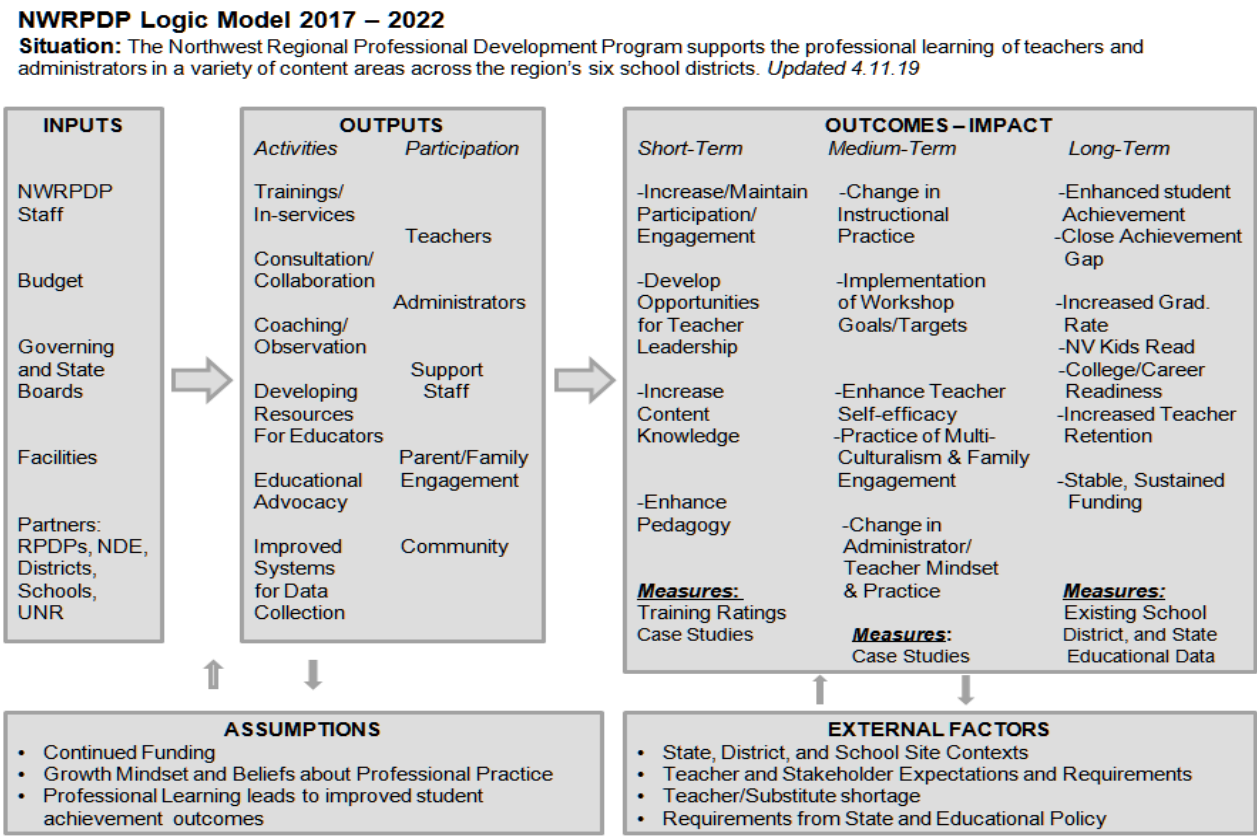 NWRPDP Logic Model 2017 – 2022
Situation: The Northwest Regional Professional Development Program supports the professional learning of teachers and
administrators in a variety of content areas across the region's six school districts. Updated 4.11.19
INPUTS
NWRPDP
Staff
Budget
Governing
and State
Boards
Facilities
Partners:
RPDPs, NDE,
Districts,
Schools,
UNR
OUTPUTS
Activities
Trainings/
In-services
Consultation/
Collaboration
Coaching/
Observation
Developing
Resources
For Educators
Educational
Advocacy
Improved
Systems
for Data
Collection
Participation
Teachers
Administrators
Support
Staff
Parent/Family
Engagement
Community
OUTCOMES – IMPACT
Short-Term
-Increase/Maintain
Participation/
Engagement
-Develop
Opportunities
for Teacher
Leadership
-Increase
Content
Knowledge
-Enhance
Pedagogy
Measures:
Training Ratings
Case Studies
Medium-Term
-Change in
Instructional
Practice
-Implementation
of Workshop
Goals/Targets
-Enhance Teacher
Self-efficacy
-Practice of Multi-
Culturalism & Family
Engagement
-Change in
Administrator/
Teacher Mindset
& Practice
Measures:
Case Studies
Long-Term
-Enhanced student
Achievement
-Close Achievement
Gap
-Increased Grad.
Rate
-NV Kids Read
-College/Career
Readiness
-Increased Teacher
Retention
-Stable, Sustained
Funding
Measures:
Existing School
District, and State
Educational Data
ASSUMPTIONS
• Continued Funding
• Growth Mindset and Beliefs about Professional Practice
• Professional Learning leads to improved student
achievement outcomes
EXTERNAL FACTORS
• State, District, and School Site Contexts
• Teacher and Stakeholder Expectations and Requirements
• Teacher/Substitute shortage
• Requirements from State and Educational Policy